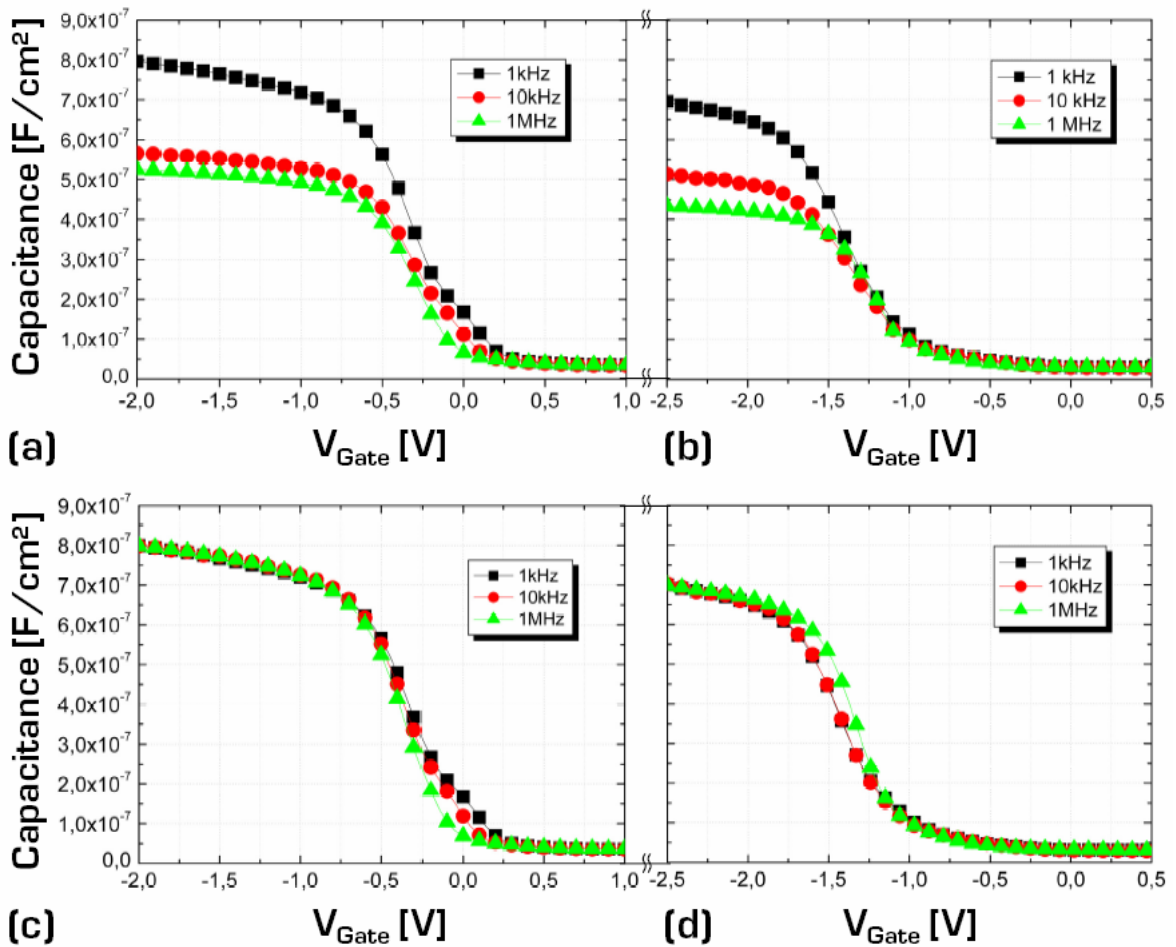 Capacitance [F/cm²]
9,0x10⁻⁷
8,0x10⁻⁷
7,0x10⁻⁷
6,0x10⁻⁷
5,0x10⁻⁷
4,0x10⁻⁷
3,0x10⁻⁷
2,0x10⁻⁷
1,0x10⁻⁷
0,0
1kHz
10kHz
1MHz
-2,0 -1,5 -1,0 -0,5 0,0 0,5 1,0
(a) V_Gate [V]
1 kHz
10 kHz
1 MHz
-2,5 -2,0 -1,5 -1,0 -0,5 0,0 0,5
(b) V_Gate [V]
Capacitance [F/cm²]
9,0x10⁻⁷
8,0x10⁻⁷
7,0x10⁻⁷
6,0x10⁻⁷
5,0x10⁻⁷
4,0x10⁻⁷
3,0x10⁻⁷
2,0x10⁻⁷
1,0x10⁻⁷
0,0
1kHz
10kHz
1MHz
-2,0 -1,5 -1,0 -0,5 0,0 0,5 1,0
(c) V_Gate [V]
1kHz
10kHz
1MHz
-2,5 -2,0 -1,5 -1,0 -0,5 0,0 0,5
(d) V_Gate [V]